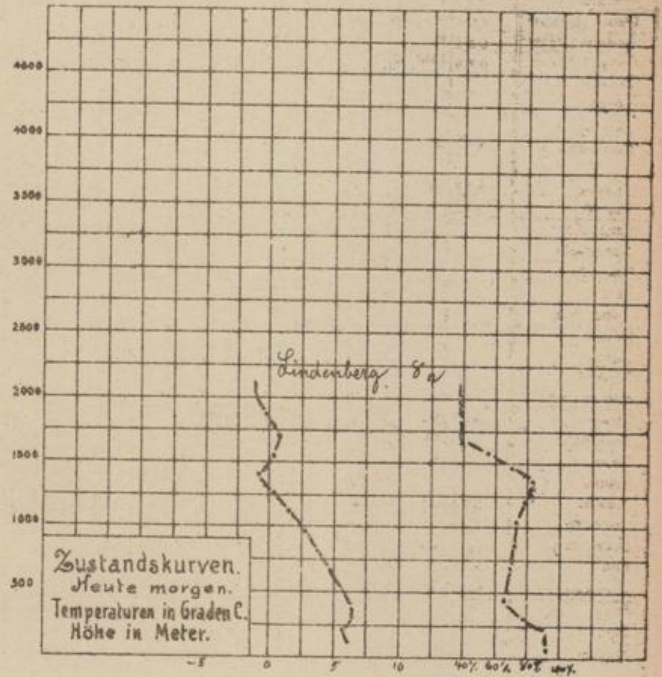 4500
4000
3500
3000
2500
Lindenberg. 8 a
2000
1500
1000
Zustandskurven.
Heute morgen.
Temperaturen in Graden C.
Höhe in Meter.
500
-5 0 5 10 40% 60% 80% 100%